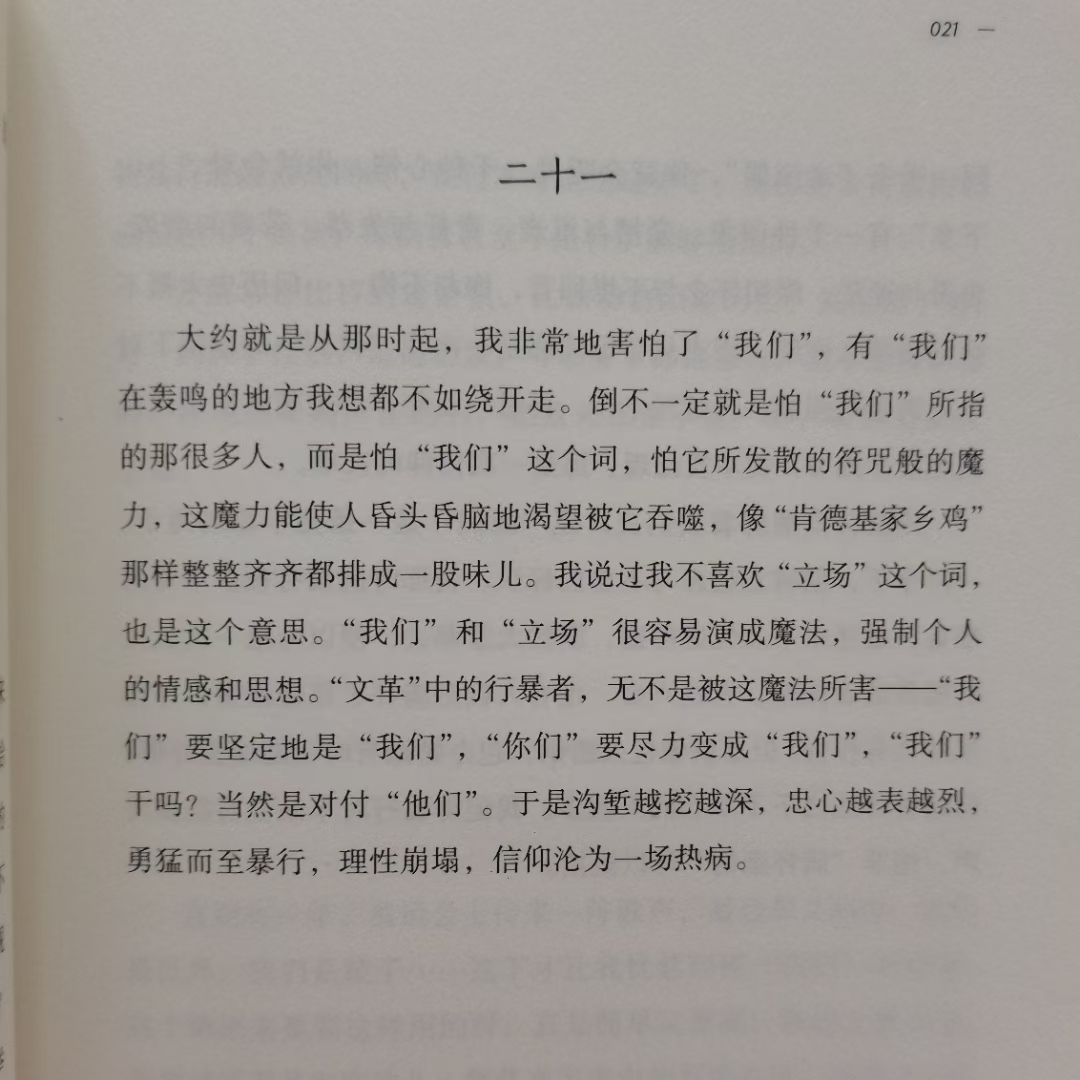 021 —
二十一
大约就是从那时起，我非常地害怕了“我们”，有“我们”
在轰鸣的地方我想都不如绕开走。倒不一定就是怕“我们”所指
的那很多人，而是怕“我们”这个词，怕它所发散的符咒般的魔
力，这魔力能使人昏头昏脑地渴望被它吞噬，像“肯德基家乡鸡”
那样整整齐齐都排成一股味儿。我说过我不喜欢“立场”这个词，
也是这个意思。“我们”和“立场”很容易演成魔法，强制个人
的情感和思想。“文革”中的行暴者，无不是被这魔法所害——“我
们”要坚定地是“我们”，“你们”要尽力变成“我们”，“我们”
干吗？当然是对付“他们”。于是沟堑越挖越深，忠心越表越烈，
勇猛而至暴行，理性崩塌，信仰沦为一场热病。